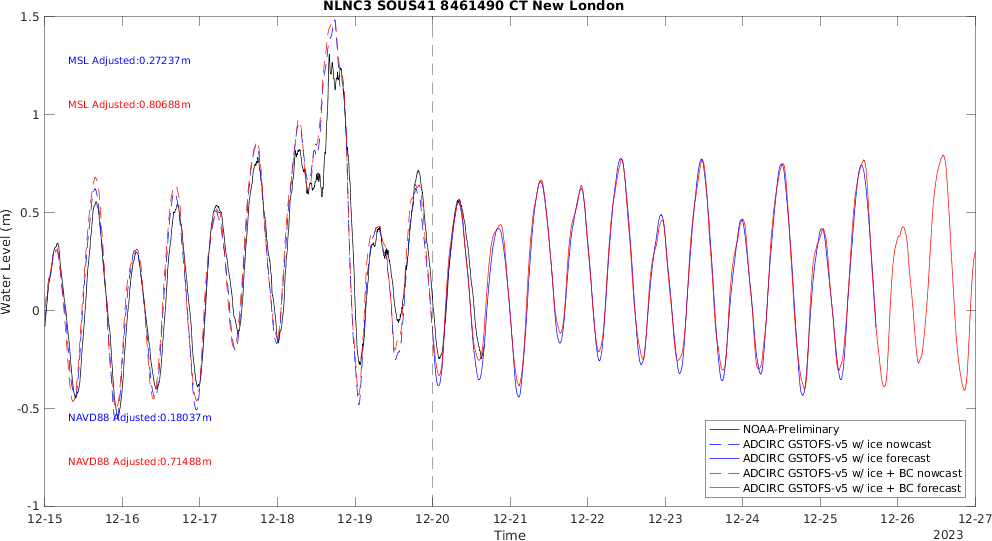 NLNC3 SOUS41 8461490 CT New London
1.5
MSL Adjusted:0.27237m
MSL Adjusted:0.80688m
1
0.5
Water Level (m)
0
-0.5
NAVD88 Adjusted:0.18037m
NAVD88 Adjusted:0.71488m
-1
NOAA-Preliminary
ADCIRC GSTOFS-v5 w/ ice nowcast
ADCIRC GSTOFS-v5 w/ ice forecast
ADCIRC GSTOFS-v5 w/ ice + BC nowcast
ADCIRC GSTOFS-v5 w/ ice + BC forecast
12-15 12-16 12-17 12-18 12-19 12-20 12-21 12-22 12-23 12-24 12-25 12-26 12-27
Time
2023